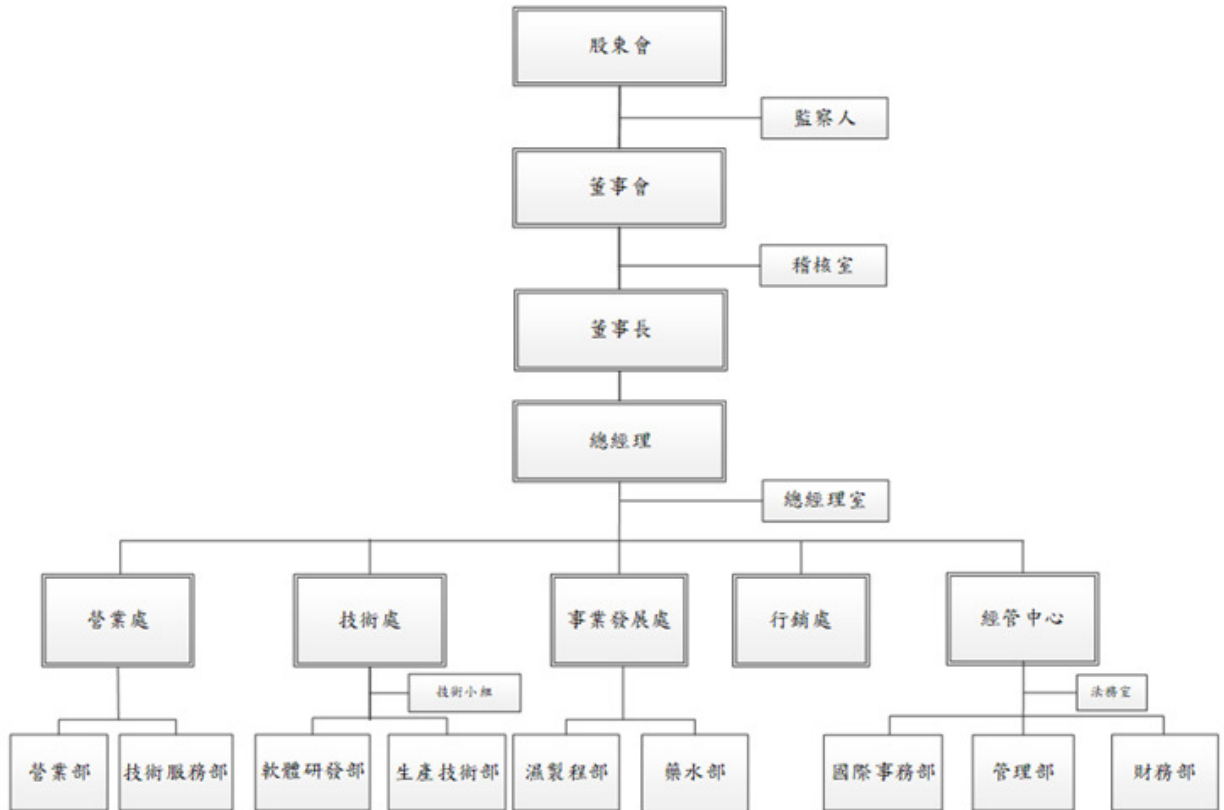 股東會
監察人
董事會
稽核室
董事長
總經理
總經理室
營業處
技術處
事業發展處
行銷處
經管中心
技術小組
法務室
營業部
技術服務部
軟體研發部
生產技術部
濕製程部
藥水部
國際事務部
管理部
財務部